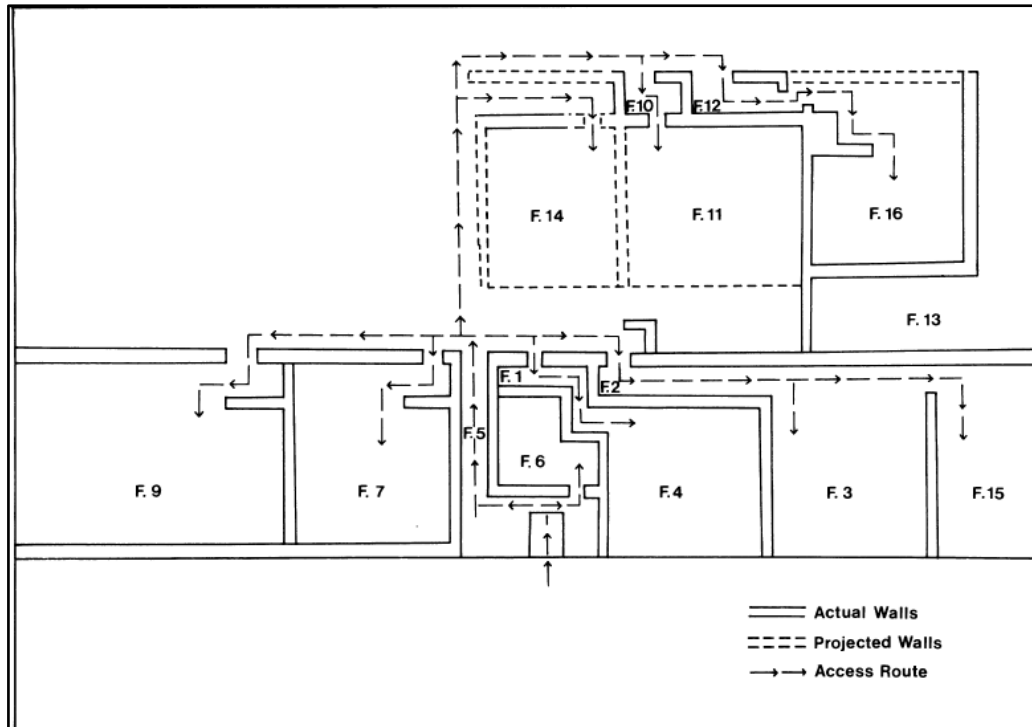 F.10
F.12
F. 14
F. 11
F. 16
F. 13
F. 1
F.2
F.5
F. 6
F. 9
F. 7
F. 4
F. 3
F. 15
Actual Walls
Projected Walls
Access Route